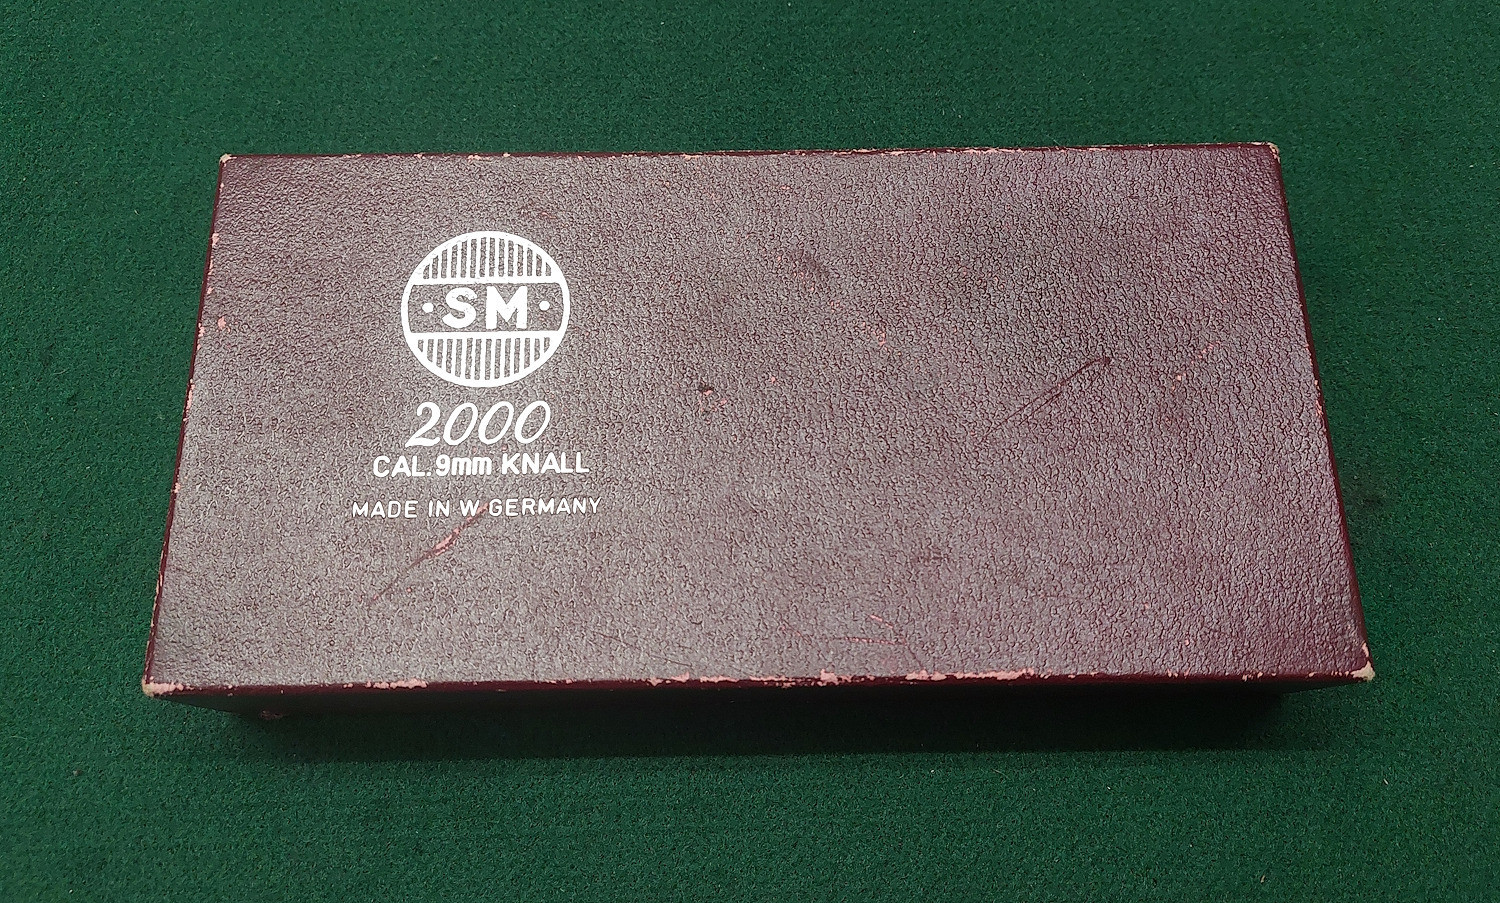 · SM ·
2000
CAL. 9mm KNALL
MADE IN W. GERMANY